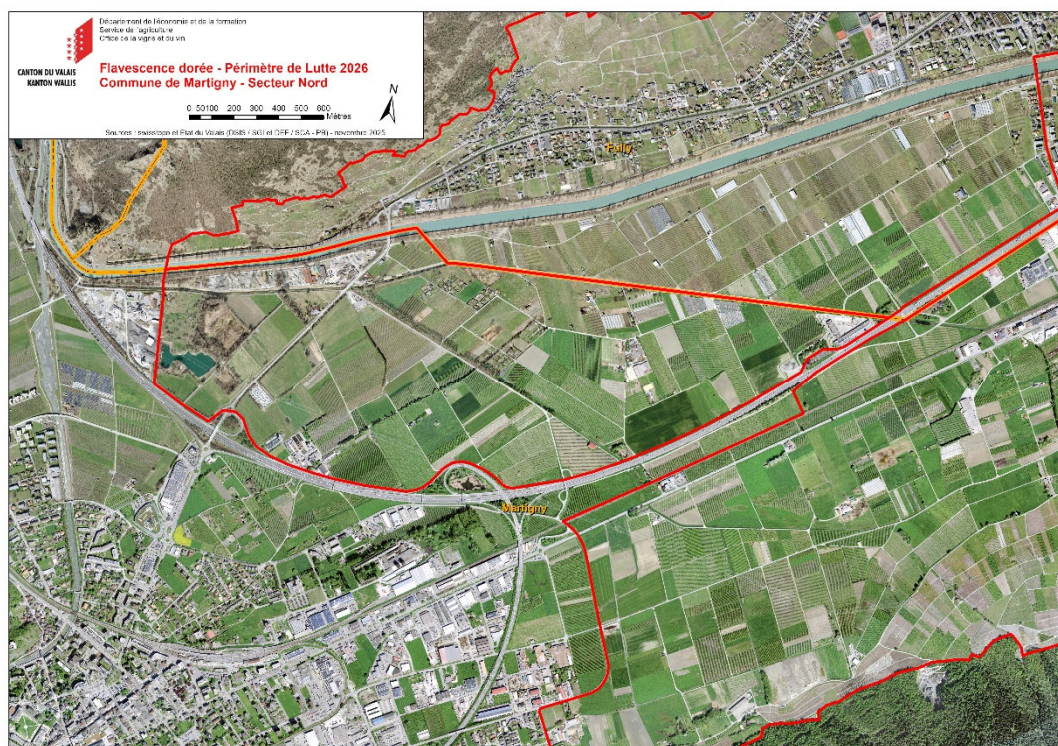 Département de l'économie et de la formation
Service de l'agriculture
Office de la vigne et du vin
CANTON DU VALAIS
KANTON WALLIS
Flavescence dorée - Périmètre de Lutte 2026
Commune de Martigny - Secteur Nord
N
0 50100 200 300 400 500 600
Mètres
Sources : swisstopo et Etat du Valais (DSIS / SGI et DEF / SCA - PB) - novembre 2025
Fully
Martigny